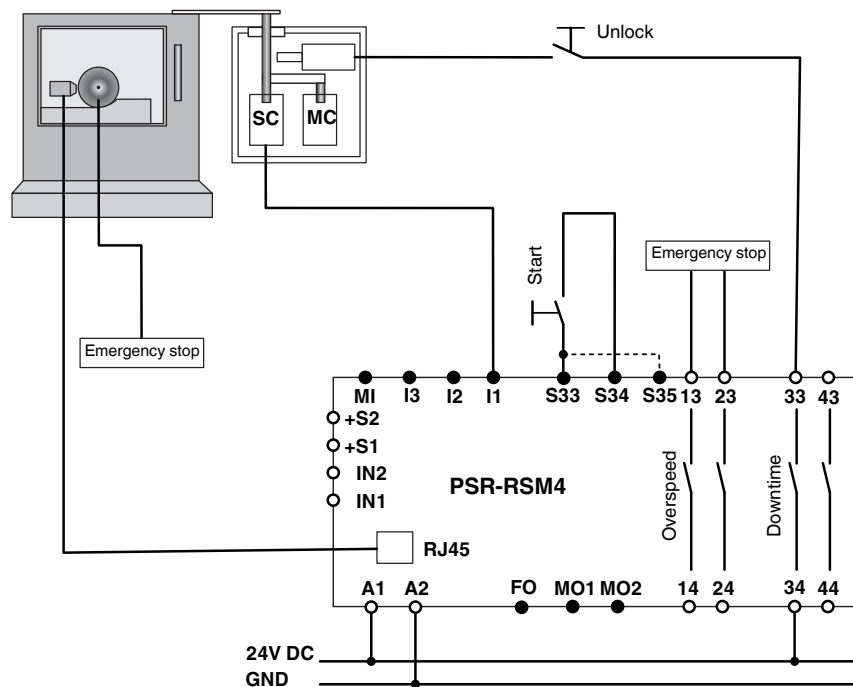 Unlock
SC MC
Start
Emergency stop
Emergency stop
MI I3 I2 I1 S33 S34 S35 13 23 33 43
+S2
+S1
IN2
IN1
PSR-RSM4
Overspeed
Downtime
RJ45
A1 A2 FO MO1 MO2 14 24 34 44
24V DC
GND